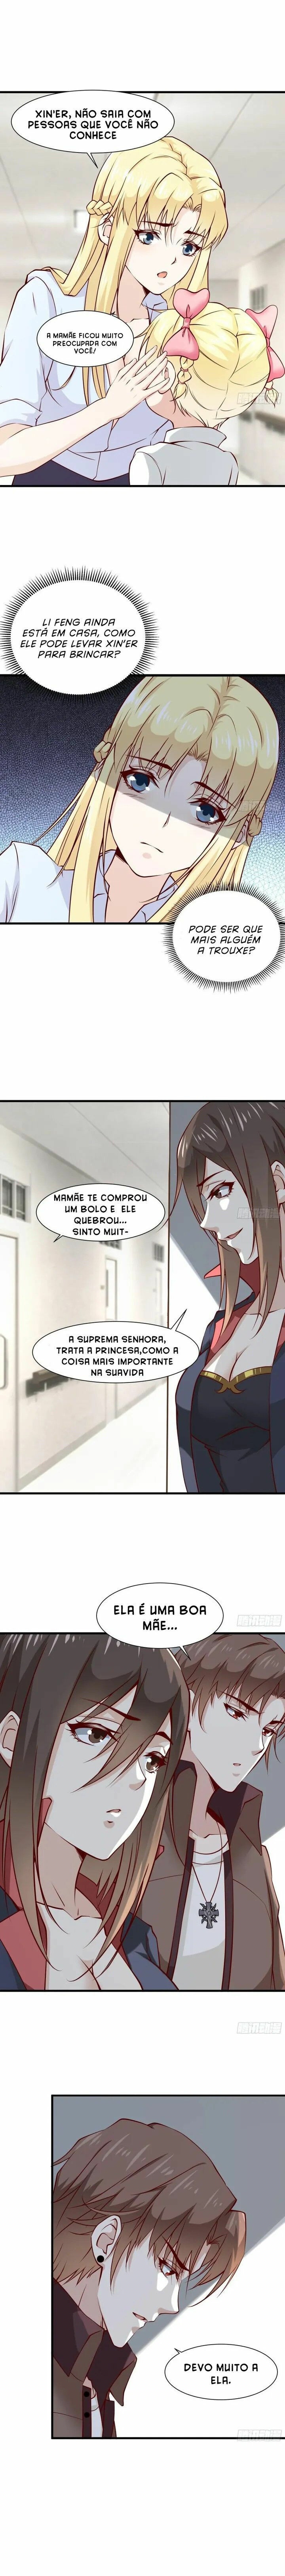 XIN'ER, NÃO SAIA COM
PESSOAS QUE VOCÊ NÃO
CONHECE
A MAMÃE FICOU MUITO
PREOCUPADA COM
VOCÊ!
LI FENG AINDA
ESTÁ EM CASA, COMO
ELE PODE LEVAR XIN'ER
PARA BRINCAR?
PODE SER QUE
MAIS ALGUÉM
A TROUXE?
MAMÃE TE COMPROU
UM BOLO E ELE
QUEBROU...
SINTO MUIT-
A SUPREMA SENHORA,
TRATA A PRINCESA,COMO A
COISA MAIS IMPORTANTE
NA SUAVIDA
ELA É UMA BOA
MÃE...
DEVO MUITO A
ELA.